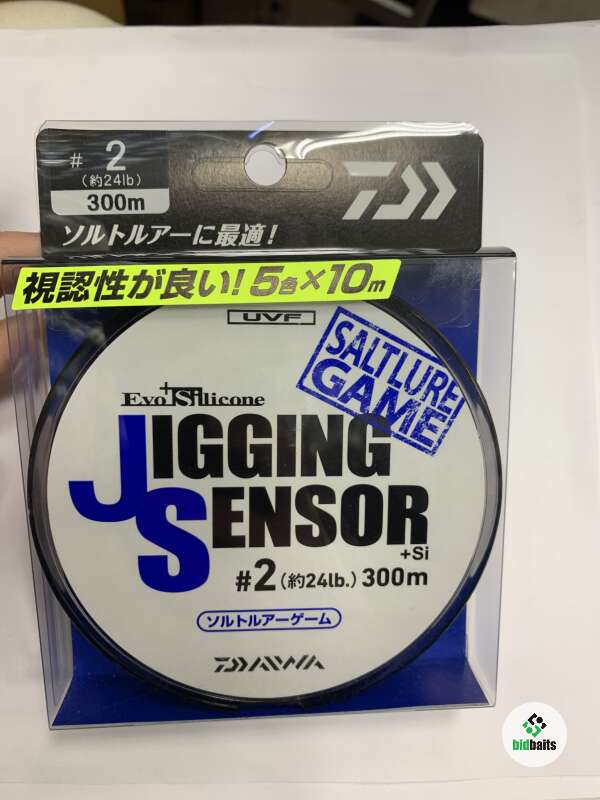 # 2
(約24lb)
300m
ソルトルアーに最適!
視認性が良い! 5色×10m
UVF
SALTLURE
GAME
Evo+Silicone
JIGGING
SENSOR
+Si
#2(約24lb.)300m
ソルトルアーゲーム
DAIWA
bidbaits